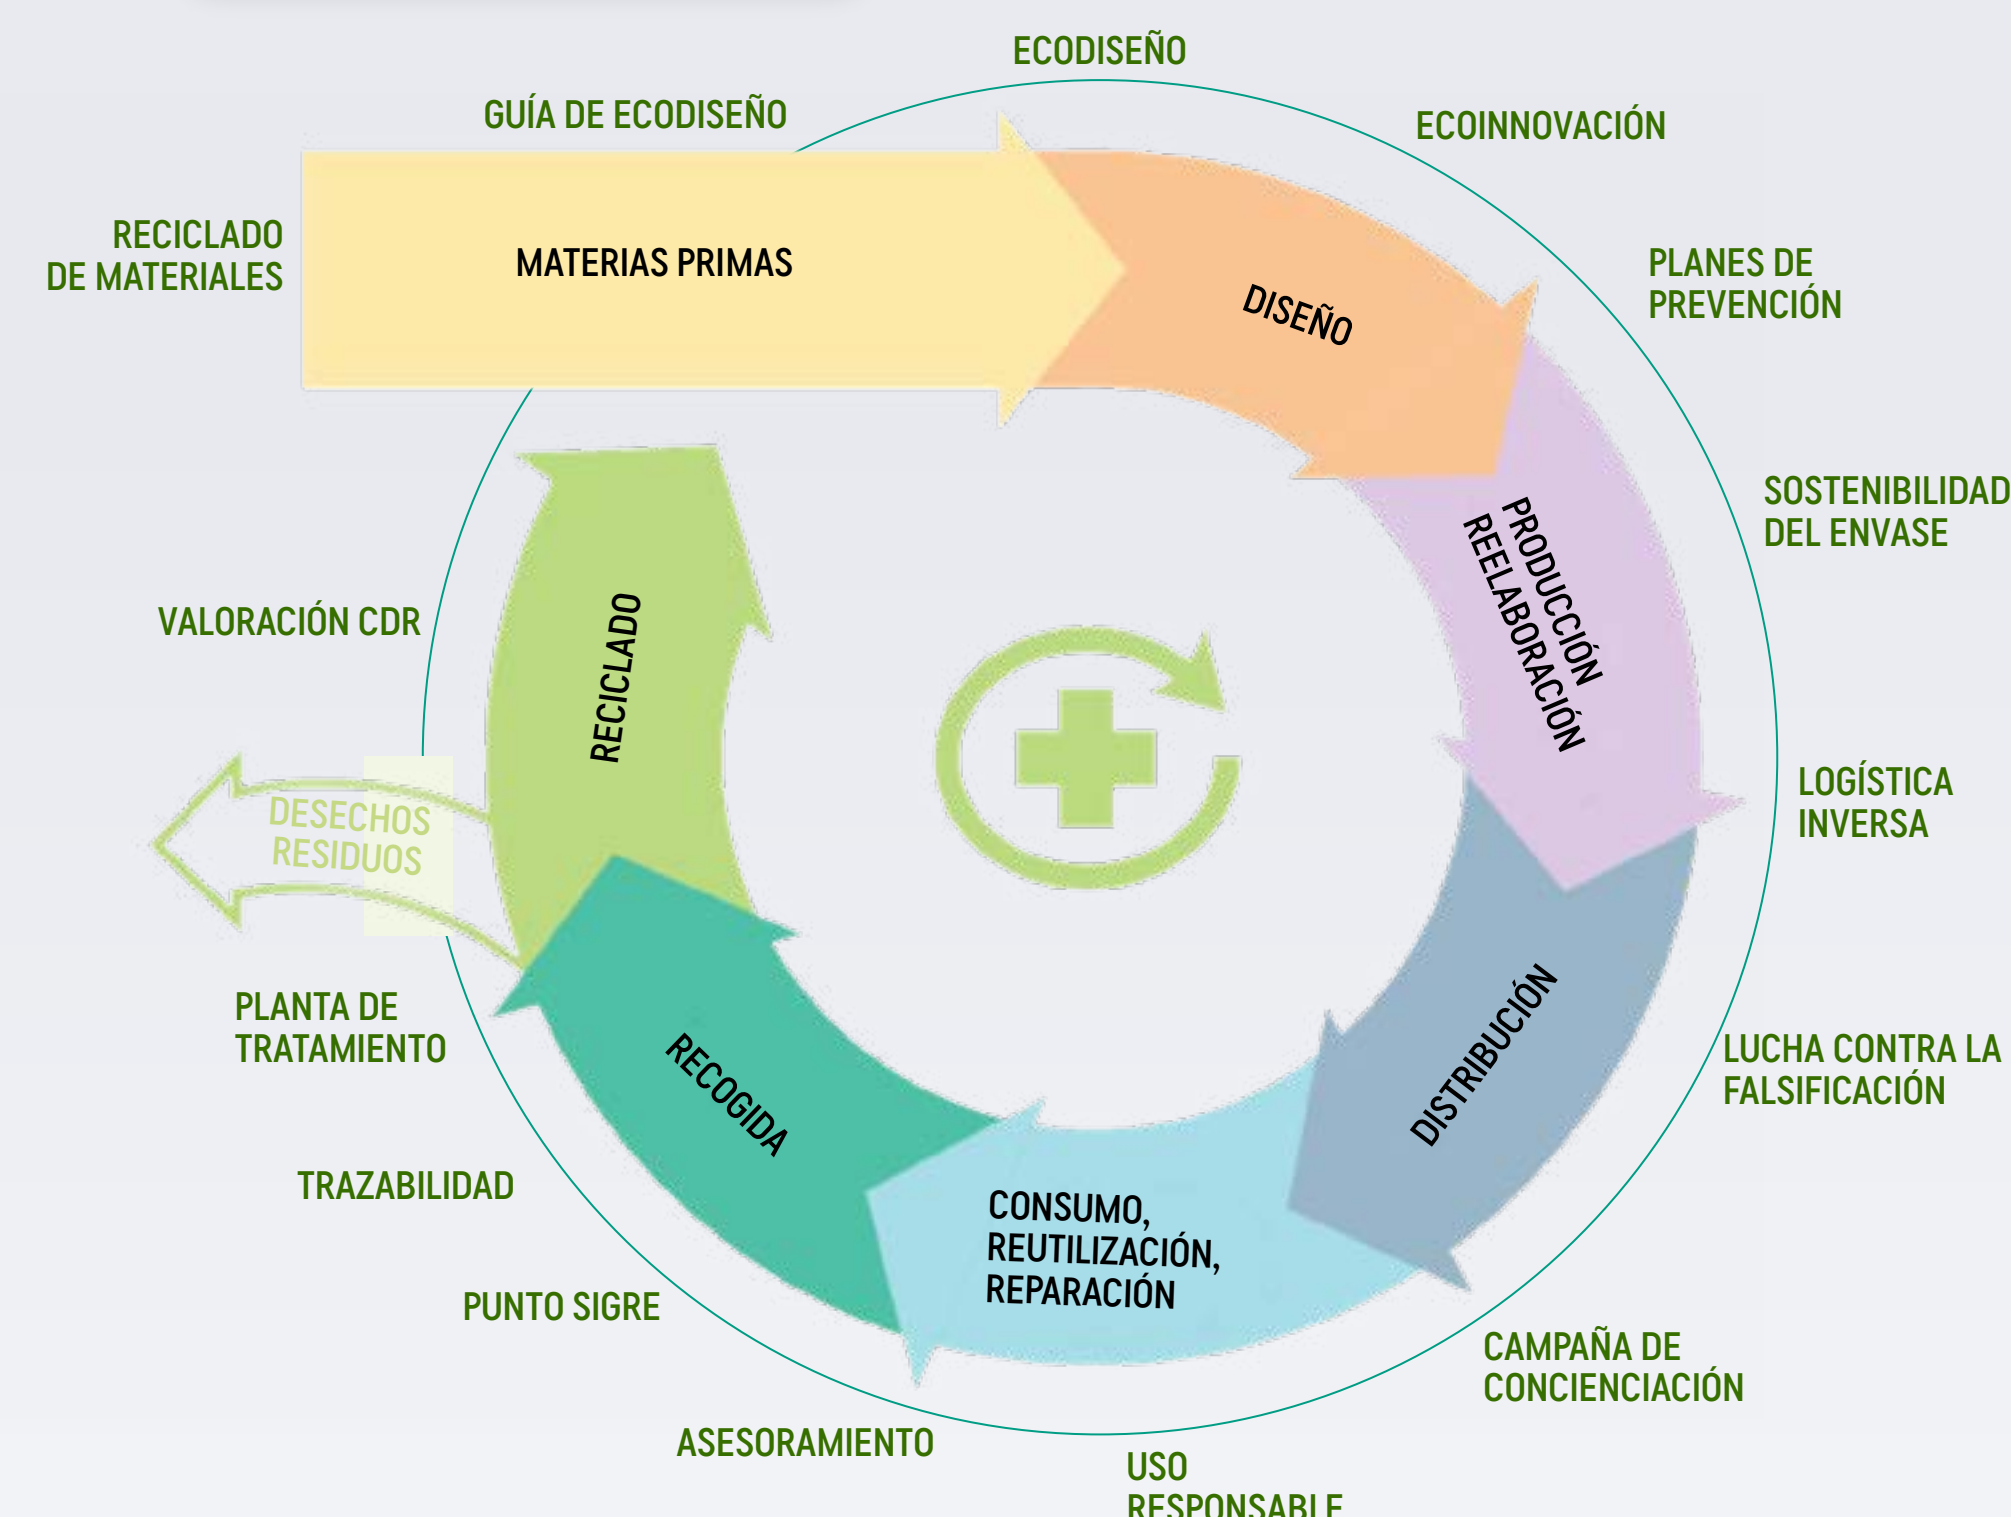 ECODISEÑO
GUÍA DE ECODISEÑO
ECOINNOVACIÓN
RECICLADO
DE MATERIALES
MATERIAS PRIMAS
DISEÑO
PLANES DE
PREVENCIÓN
SOSTENIBILIDAD
DEL ENVASE
PRODUCCIÓN
REELABORACIÓN
VALORACIÓN CDR
RECICLADO
LOGÍSTICA
INVERSA
DESECHOS
RESIDUOS
PLANTA DE
TRATAMIENTO
RECOGIDA
DISTRIBUCIÓN
LUCHA CONTRA LA
FALSIFICACIÓN
TRAZABILIDAD
CONSUMO,
REUTILIZACIÓN,
REPARACIÓN
PUNTO SIGRE
CAMPAÑA DE
CONCIENCIACIÓN
ASESORAMIENTO
USO
RESPONSABLE